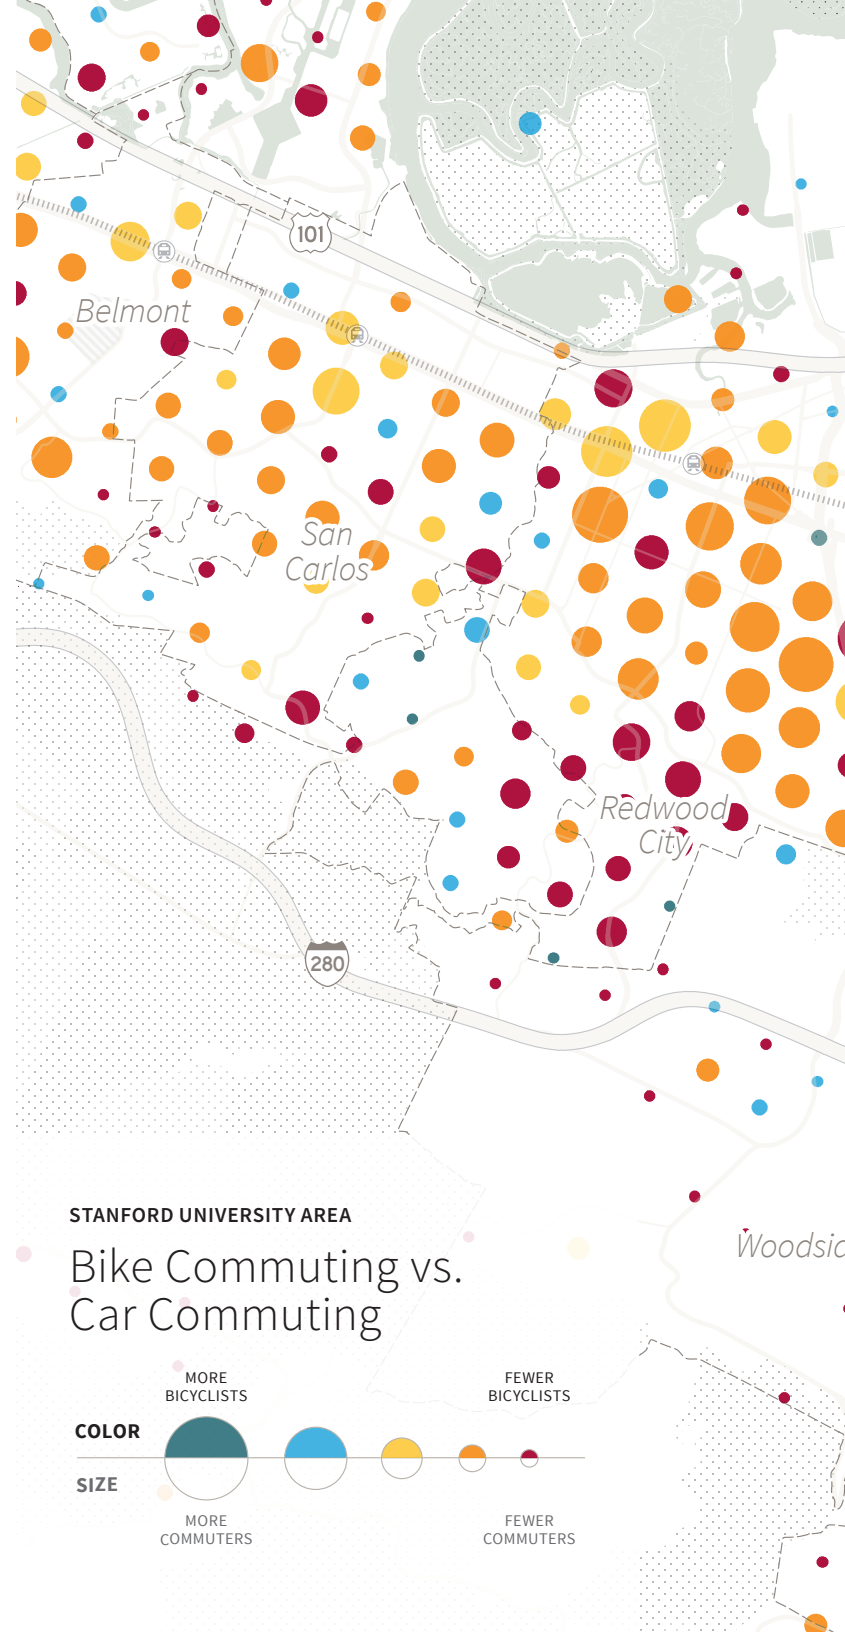 101
Belmont
San
Carlos
Redwood
City
280
STANFORD UNIVERSITY AREA
Woodsid
Bike Commuting vs.
Car Commuting
MORE
BICYCLISTS
FEWER
BICYCLISTS
COLOR
SIZE
MORE
COMMUTERS
FEWER
COMMUTERS